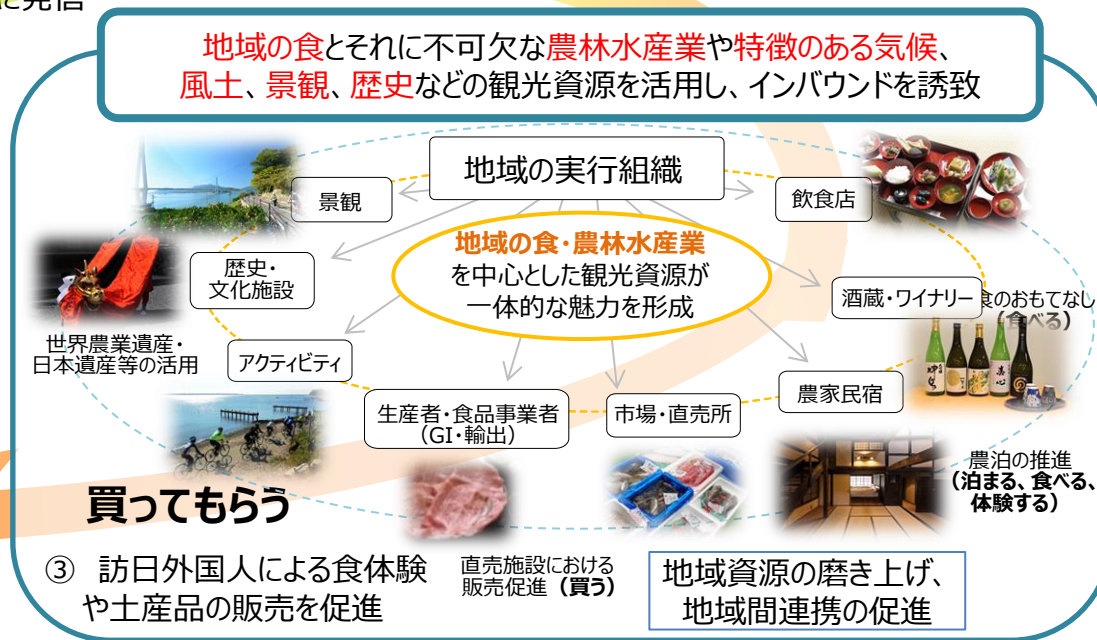 に発信
地域の食とそれに不可欠な農林水産業や特徴のある気候、
風土、景観、歴史などの観光資源を活用し、インバウンドを誘致
地域の実行組織
景観
飲食店
地域の食・農林水産業
を中心とした観光資源が
一体的な魅力を形成
歴史・
文化施設
酒蔵・ワイナリー
食のおもてなし
（食べる）
世界農業遺産・
日本遺産等の活用
アクティビティ
農家民宿
生産者・食品事業者
（GI・輸出）
市場・直売所
農泊の推進
（泊まる、食べる、
体験する）
買ってもらう
③ 訪日外国人による食体験
や土産品の販売を促進
直売施設における
販売促進（買う）
地域資源の磨き上げ、
地域間連携の促進